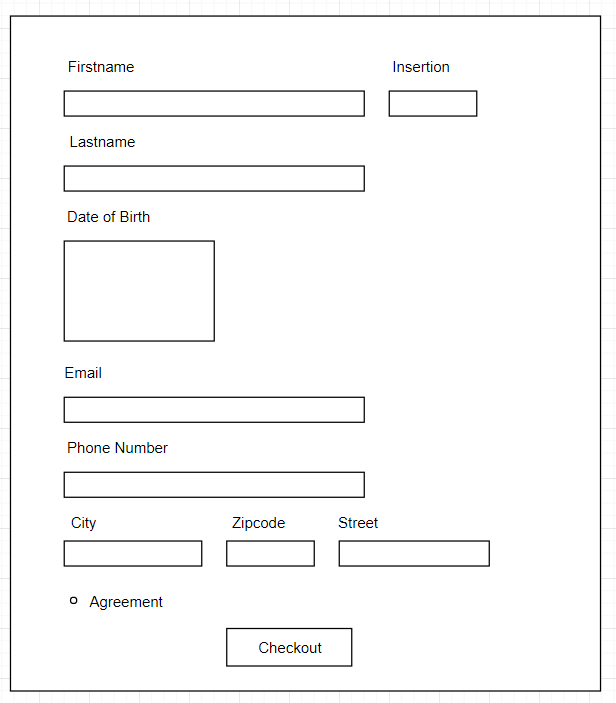 Firstname
Insertion
Lastname
Date of Birth
Email
Phone Number
City
Zipcode
Street
Agreement
Checkout